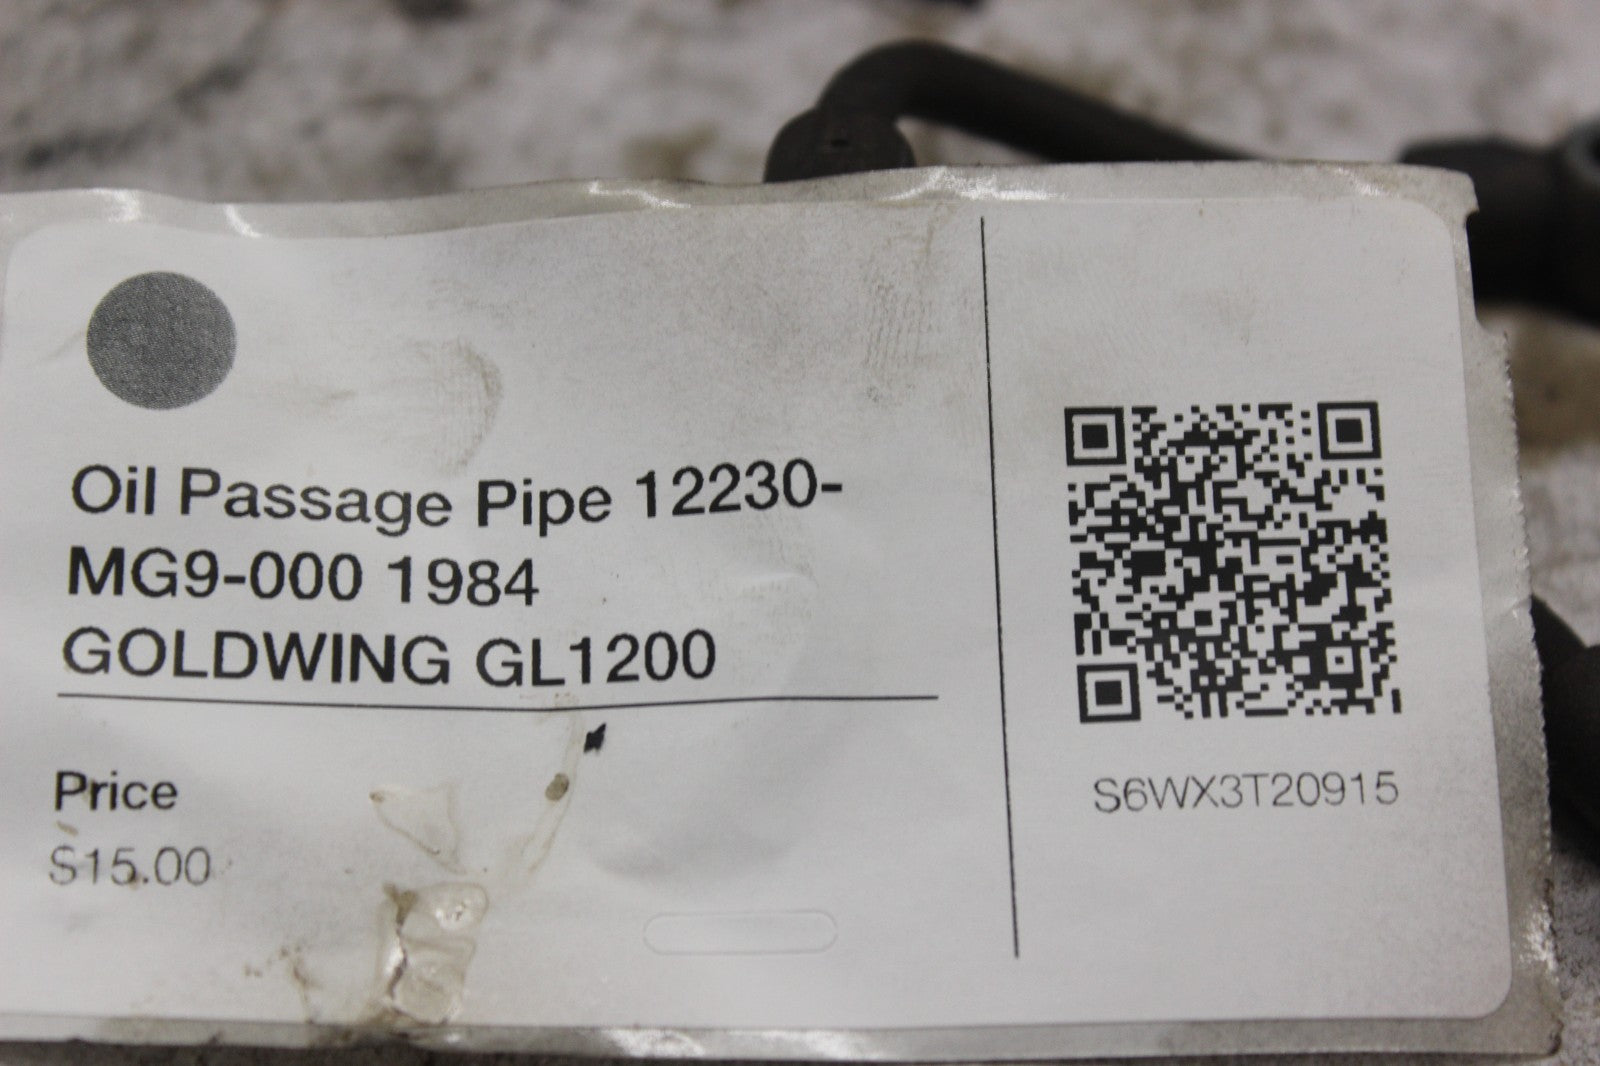 Oil Passage Pipe 12230-
MG9-000 1984
GOLDWING GL1200
Price
$15.00
S6WX3T20915